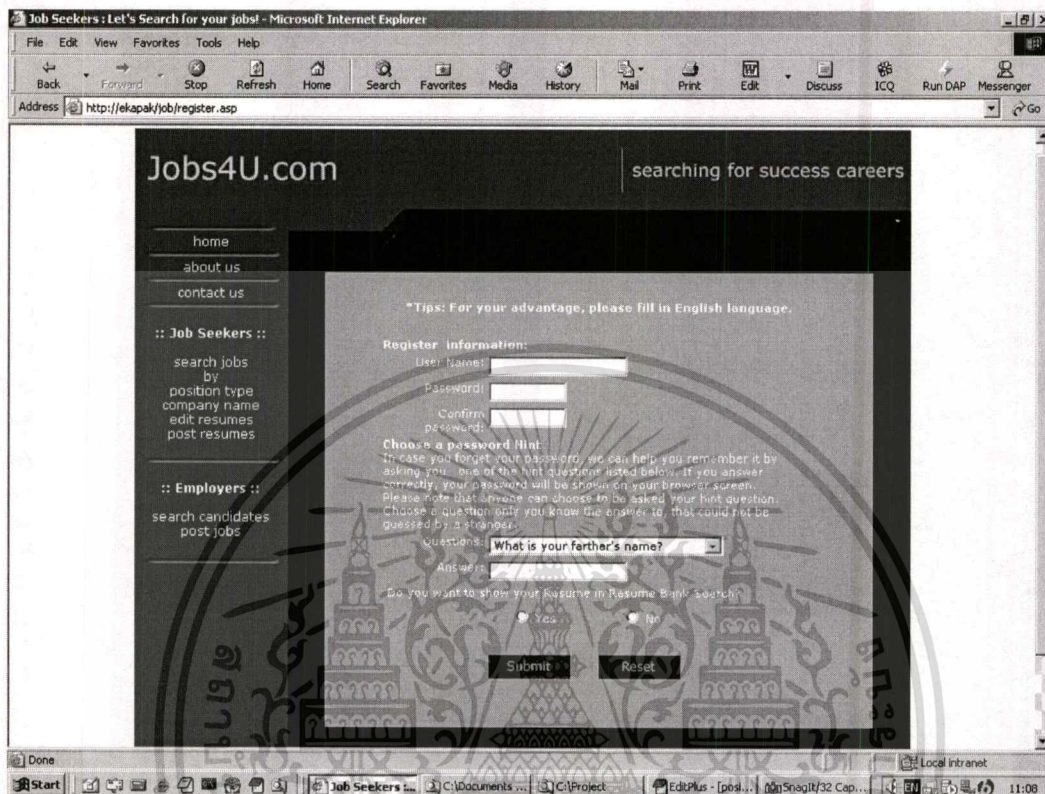 Job Seekers : Let's Search for your jobs! - Microsoft Internet Explorer
File Edit View Favorites Tools Help
Back Forward Stop Refresh Home Search Favorites Media History Mail Print Edit Discuss ICQ Run DAP Messenger
Address http://ekapak/job/register.asp Go
Jobs4U.com
searching for success careers
home
about us
contact us
:: Job Seekers ::
search jobs
by
position type
company name
edit resumes
post resumes
:: Employers ::
search candidates
post jobs
*Tips: For your advantage, please fill in English language.
Register information:
User Name:
Password:
Confirm
password:
Choose a password Hint
In case you forget your password, we can help you remember it by
asking you one of the hint questions listed below. If you answer
correctly, your password will be shown on your browser screen.
Please note that anyone can choose to be asked your hint question.
Choose a question only you know the answer to, that could not be
guessed by a stranger.
Questions: What is your farther's name?
Answer:
Do you want to show your Resume in Resume Bank Search?
Yes No
Submit Reset
Done Local intranet
Start Job Seekers :... C:\Documents ... C:\Project EditPlus - [posl... SnagIt/32 Cap... EN 11:08